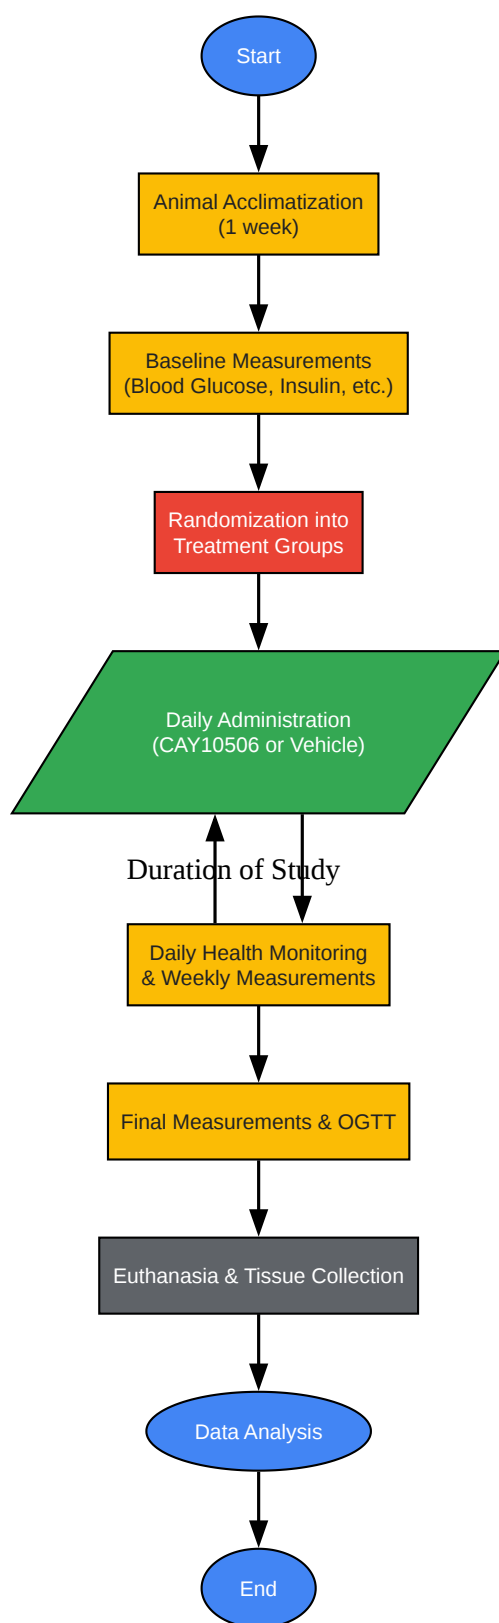 Start
Animal Acclimatization
(1 week)
Baseline Measurements
(Blood Glucose, Insulin, etc.)
Randomization into
Treatment Groups
Daily Administration
(CAY10506 or Vehicle)
Duration of Study
Daily Health Monitoring
& Weekly Measurements
Final Measurements & OGTT
Euthanasia & Tissue Collection
Data Analysis
End